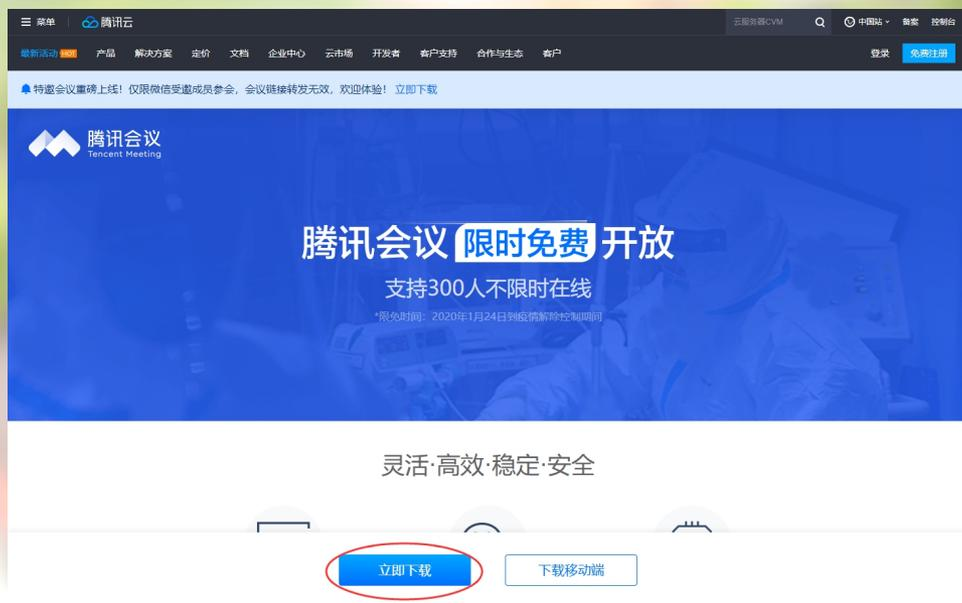 菜单 腾讯云 云服务器CVM 中国站 备案 控制台
最新活动 HOT 产品 解决方案 定价 文档 企业中心 云市场 开发者 客户支持 合作与生态 客户 登录 免费注册
特邀会议重磅上线！仅限微信受邀成员参会，会议链接转发无效，欢迎体验！ 立即下载
腾讯会议
Tencent Meeting
腾讯会议 限时免费 开放
支持300人不限时在线
*限免时间：2020年1月24日到疫情解除控制期间
灵活·高效·稳定·安全
立即下载 下载移动端